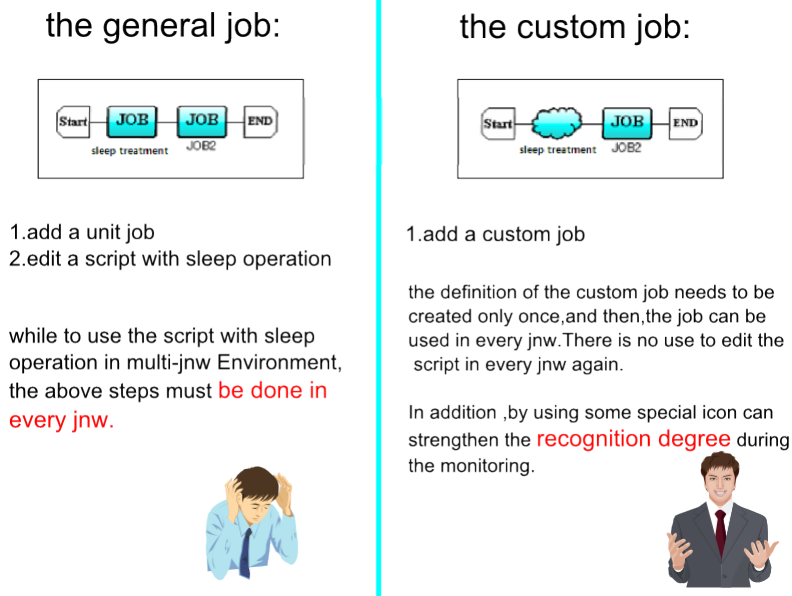 the general job:
Start JOB JOB END
sleep treatment JOB2
1.add a unit job
2.edit a script with sleep operation
while to use the script with sleep
operation in multi-jnw Environment,
the above steps must be done in
every jnw.
the custom job:
Start JOB END
sleep treatment JOB2
1.add a custom job
the definition of the custom job needs to be
created only once,and then,the job can be
used in every jnw.There is no use to edit the
script in every jnw again.
In addition ,by using some special icon can
strengthen the recognition degree during
the monitoring.